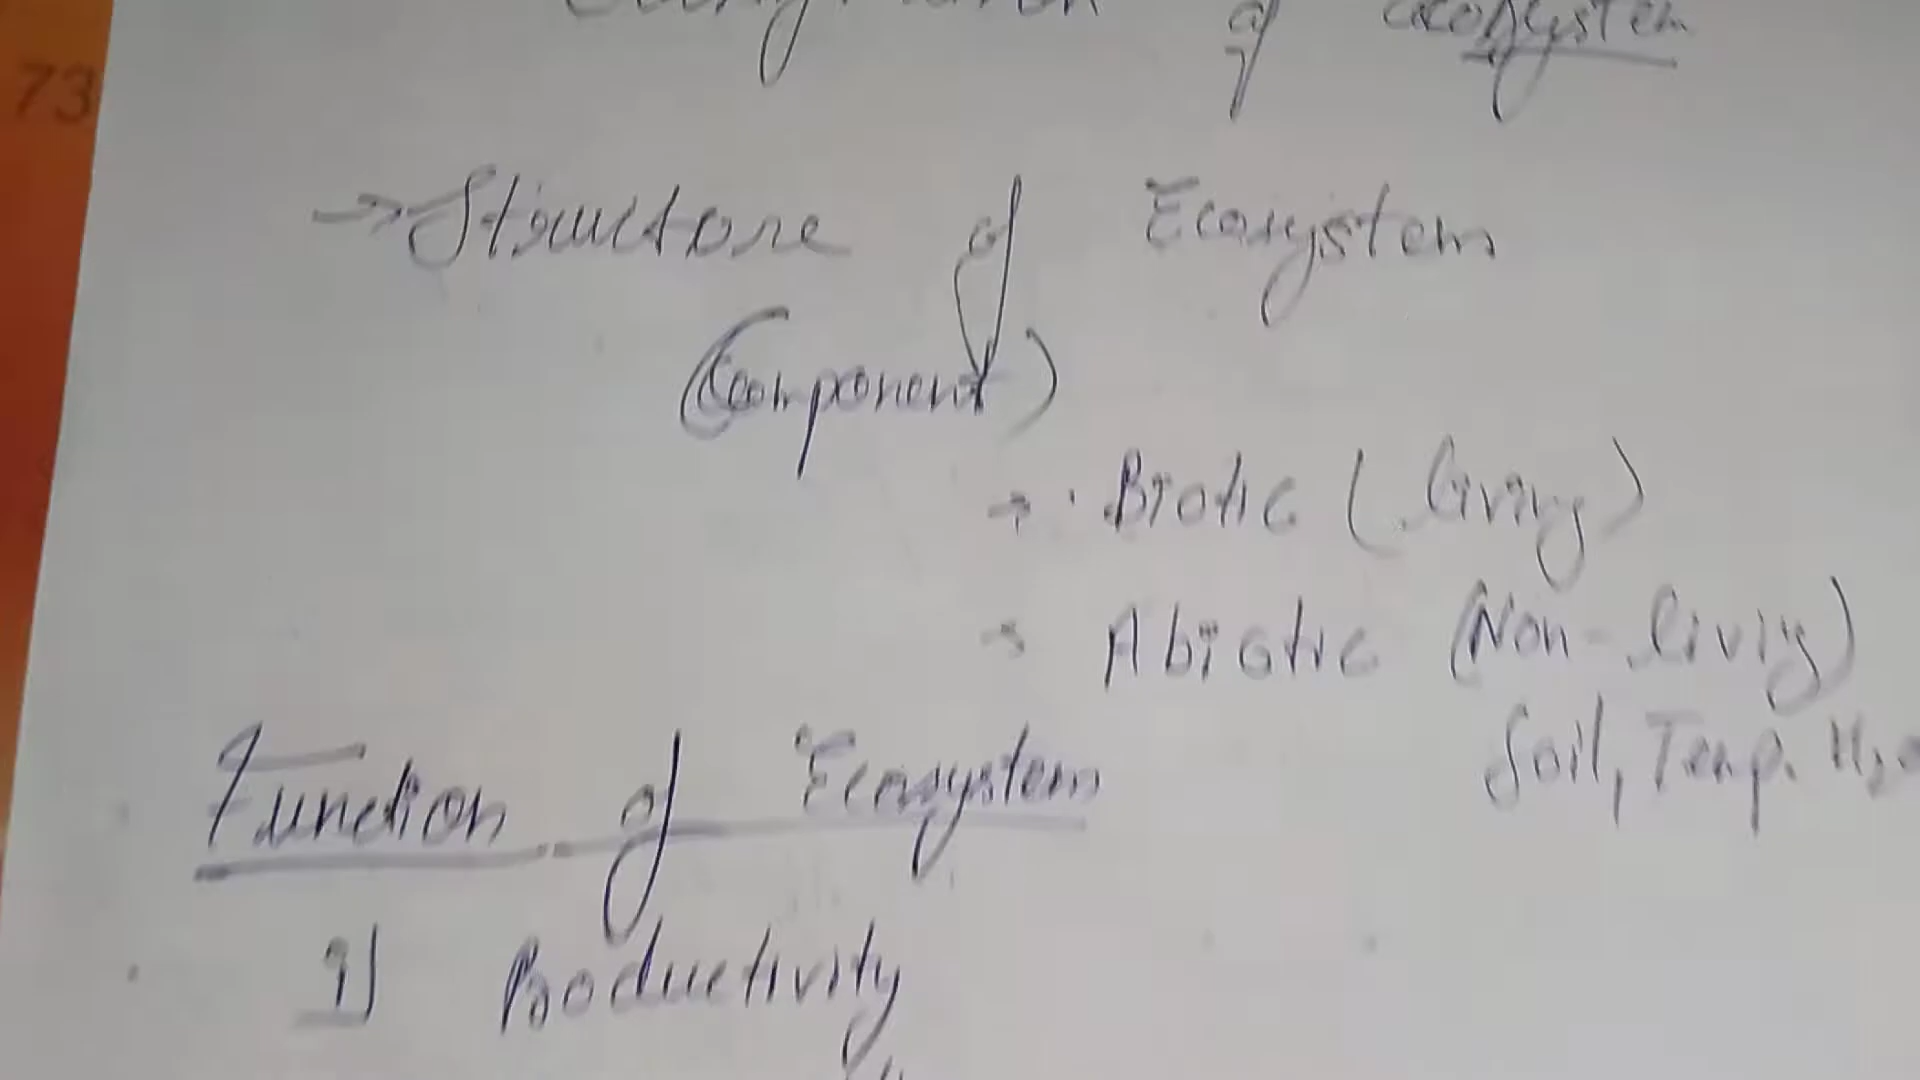 of ecosystem
73
→ Structure of Ecosystem
(Component)
→ · Biotic (living)
→ Abiotic (Non-living)
Soil, Temp. H₂O
Function of Ecosystem
1) Productivity